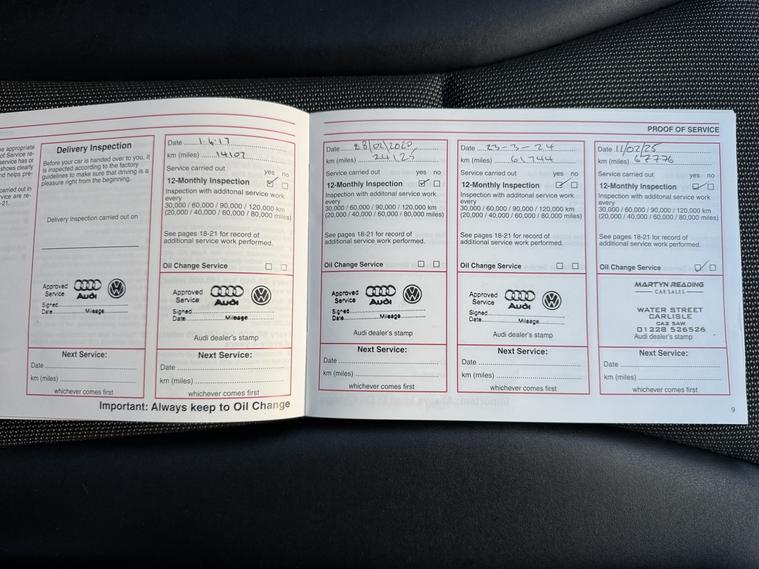 e appropriate
of Service re-
service has or
shows clearly
nd helps pre-
carried out in
rvice are re-
-21.
Delivery Inspection
Before your car is handed over to you, it
is inspected according to the factory
guidelines to make sure that driving is a
pleasure right from the beginning.
Delivery inspection carried out on
Approved
Service
Audi
Signed
Date
Mileage
Next Service:
Date
km (miles)
whichever comes first
Date 1.4.17
km (miles) 14107
Service carried out yes no
12-Monthly Inspection
Inspection with additonal service work
every
30,000 / 60,000 / 90,000 / 120,000 km
(20,000 / 40,000 / 60,000 / 80,000 miles)
See pages 18-21 for record of
additional service work performed.
Oil Change Service
Approved
Service
Audi
Signed
Date
Mileage
Audi dealer's stamp
Next Service:
Date
km (miles)
whichever comes first
Important: Always keep to Oil Change
PROOF OF SERVICE
Date 28/02/2020
km (miles) 24125
Service carried out yes no
12-Monthly Inspection
Inspection with additonal service work
every
30,000 / 60,000 / 90,000 / 120,000 km
(20,000 / 40,000 / 60,000 / 80,000 miles)
See pages 18-21 for record of
additional service work performed.
Oil Change Service
Approved
Service
Audi
Signed
Date
Mileage
Audi dealer's stamp
Next Service:
Date
km (miles)
whichever comes first
Date 23-3-24
km (miles) 61744
Service carried out yes no
12-Monthly Inspection
Inspection with additonal service work
every
30,000 / 60,000 / 90,000 / 120,000 km
(20,000 / 40,000 / 60,000 / 80,000 miles)
See pages 18-21 for record of
additional service work performed.
Oil Change Service
Approved
Service
Audi
Signed
Date
Mileage
Audi dealer's stamp
Next Service:
Date
km (miles)
whichever comes first
Date 11/02/25
km (miles) 67776
Service carried out yes no
12-Monthly Inspection
Inspection with additonal service work
every
30,000 / 60,000 / 90,000 / 120,000 km
(20,000 / 40,000 / 60,000 / 80,000 miles)
See pages 18-21 for record of
additional service work performed.
Oil Change Service
MARTYN READING
CAR SALES
WATER STREET
CARLISLE
CA2 5AW
01228 526526
Audi dealer's stamp
Next Service:
Date
km (miles)
whichever comes first
9